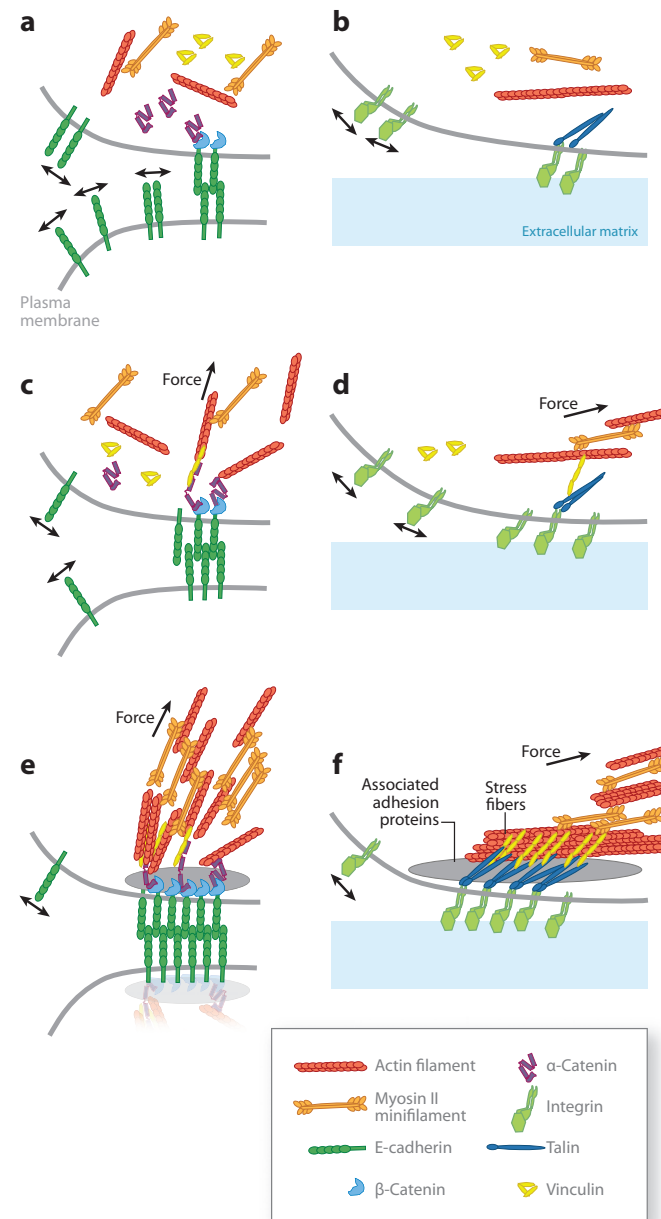 a
b
Extracellular matrix
Plasma
membrane
c
Force
d
Force
e
Force
f
Force
Associated
adhesion
proteins
Stress
fibers
Actin filament
α-Catenin
Myosin II
minifilament
Integrin
E-cadherin
Talin
β-Catenin
Vinculin